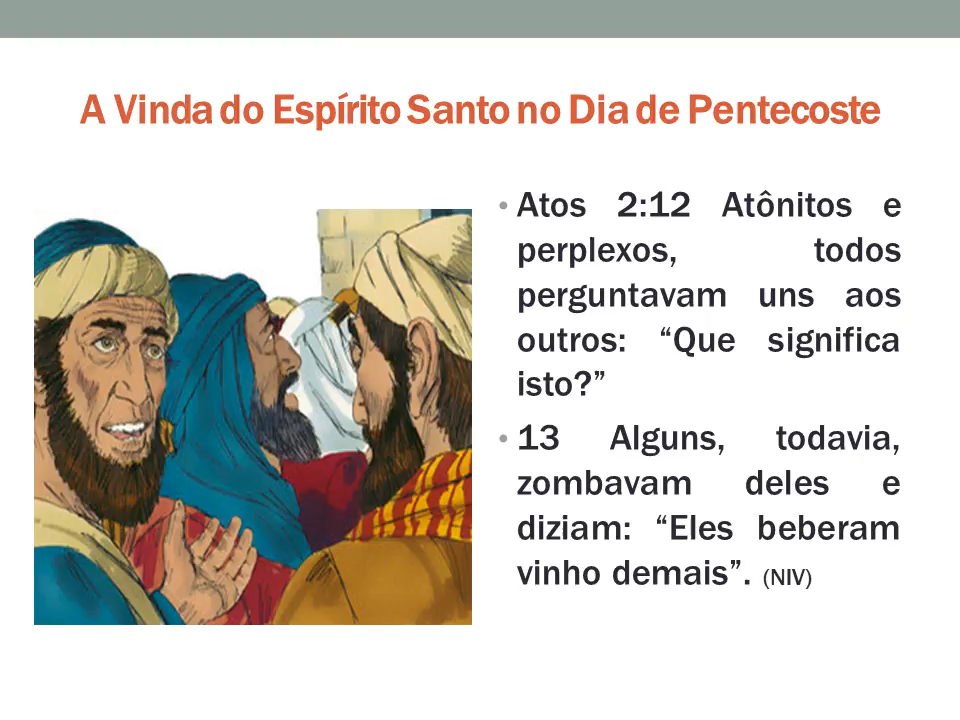 A Vinda do Espírito Santo no Dia de Pentecoste
• Atos 2:12 Atônitos e
perplexos, todos
perguntavam uns aos
outros: “Que significa
isto?”
• 13 Alguns, todavia,
zombavam deles e
diziam: “Eles beberam
vinho demais”. (NIV)